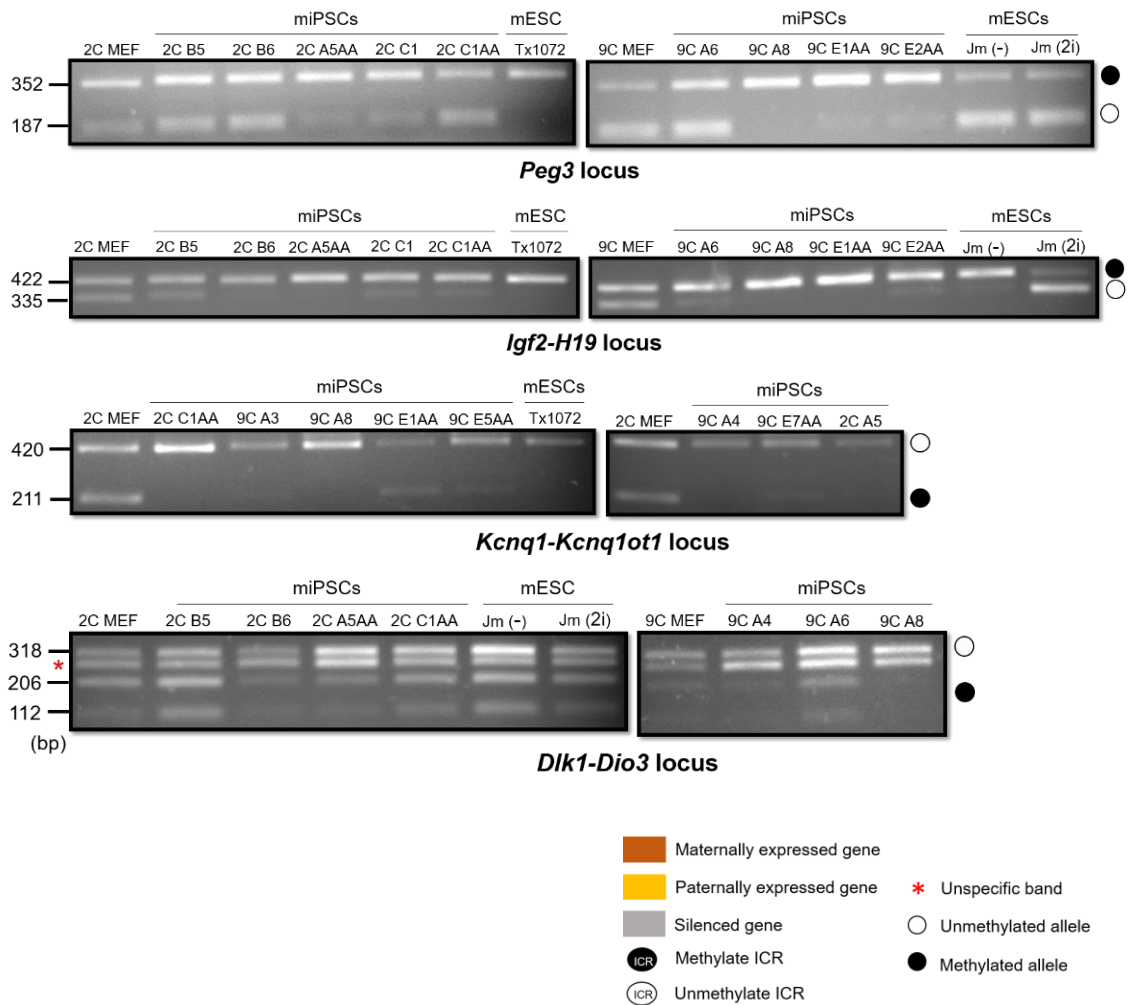 miPSCs mESC miPSCs mESCs
2C MEF 2C B5 2C B6 2C A5AA 2C C1 2C C1AA Tx1072 9C MEF 9C A6 9C A8 9C E1AA 9C E2AA Jm (-) Jm (2i)
352
187
Peg3 locus
miPSCs mESC miPSCs mESCs
2C MEF 2C B5 2C B6 2C A5AA 2C C1 2C C1AA Tx1072 9C MEF 9C A6 9C A8 9C E1AA 9C E2AA Jm (-) Jm (2i)
422
335
Igf2-H19 locus
miPSCs mESCs miPSCs
2C MEF 2C C1AA 9C A3 9C A8 9C E1AA 9C E5AA Tx1072 2C MEF 9C A4 9C E7AA 2C A5
420
211
Kcnq1-Kcnq1ot1 locus
miPSCs mESC miPSCs
2C MEF 2C B5 2C B6 2C A5AA 2C C1AA Jm (-) Jm (2i) 9C MEF 9C A4 9C A6 9C A8
318
*
206
112
(bp)
Dlk1-Dio3 locus
Maternally expressed gene
Paternally expressed gene * Unspecific band
Silenced gene Unmethylated allele
ICR Methylate ICR Methylated allele
ICR Unmethylate ICR